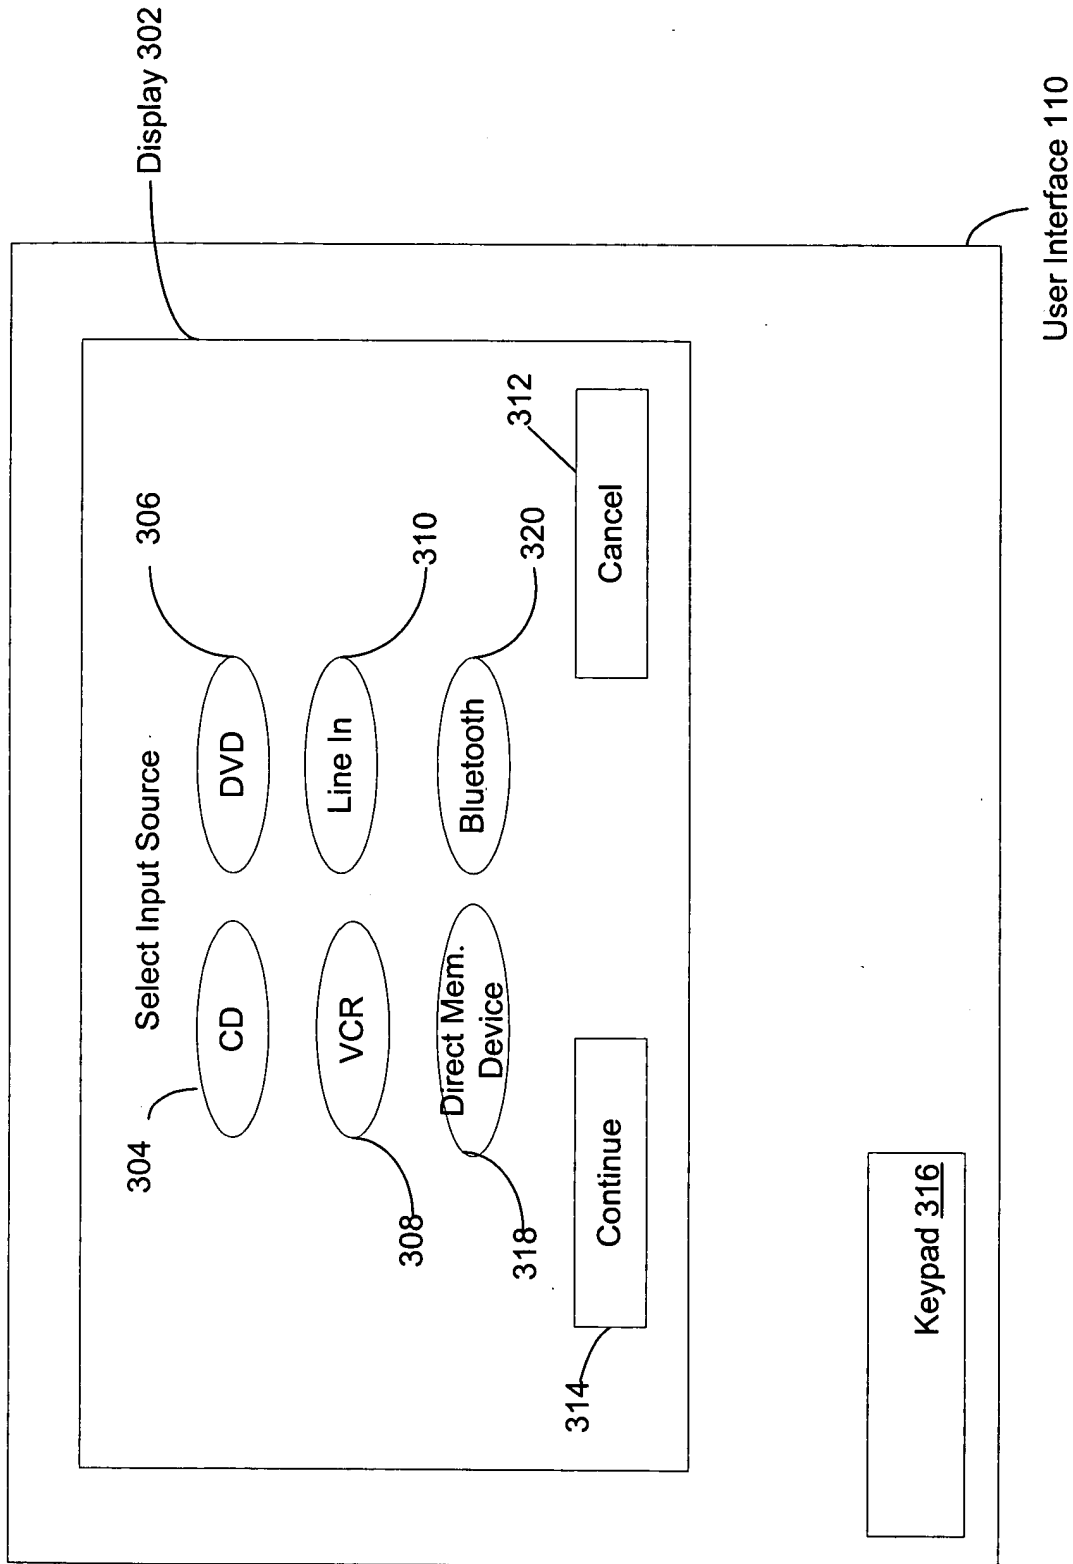 Display 302
Select Input Source
304
CD
DVD
306
308
VCR
Line In
310
318
Direct Mem.
Device
Bluetooth
320
314
Continue
Cancel
312
Keypad 316
User Interface 110